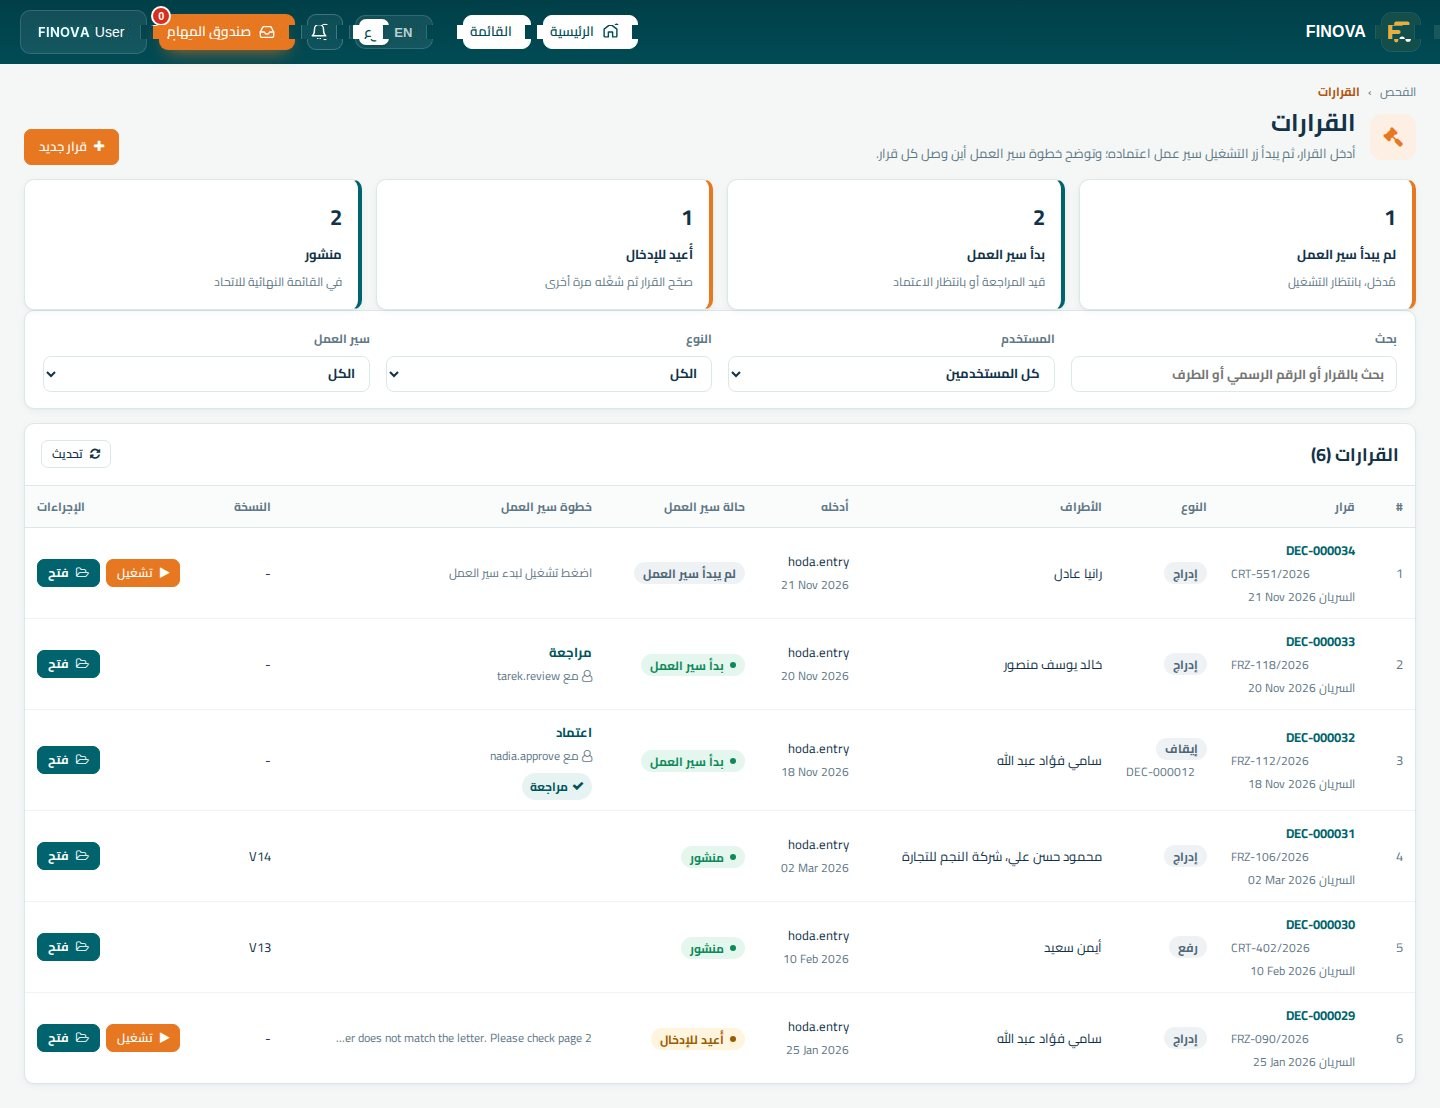 FINOVA
الرئيسية
القائمة
EN
ع
صندوق المهام
0
FINOVA User
الفحص ‹ القرارات
القرارات
أدخل القرار، ثم يبدأ زر التشغيل سير عمل اعتماده؛ وتوضح خطوة سير العمل أين وصل كل قرار.
قرار جديد
1
لم يبدأ سير العمل
مُدخل، بانتظار التشغيل
2
بدأ سير العمل
قيد المراجعة أو بانتظار الاعتماد
1
أُعيد للإدخال
صحّح القرار ثم شغّله مرة أخرى
2
منشور
في القائمة النهائية للاتحاد
بحث
بحث بالقرار أو الرقم الرسمي أو الطرف
المستخدم
كل المستخدمين
النوع
الكل
سير العمل
الكل
القرارات (6)
تحديث
# قرار النوع الأطراف أدخله حالة سير العمل خطوة سير العمل النسخة الإجراءات
1
DEC-000034
CRT-551/2026
السريان 21 Nov 2026
إدراج
رانيا عادل
hoda.entry
21 Nov 2026
لم يبدأ سير العمل
اضغط تشغيل لبدء سير العمل
-
تشغيل
فتح
2
DEC-000033
FRZ-118/2026
السريان 20 Nov 2026
إدراج
خالد يوسف منصور
hoda.entry
20 Nov 2026
بدأ سير العمل
مراجعة
مع tarek.review
-
فتح
3
DEC-000032
FRZ-112/2026
السريان 18 Nov 2026
إيقاف
DEC-000012
سامي فؤاد عبد الله
hoda.entry
18 Nov 2026
بدأ سير العمل
اعتماد
مع nadia.approve
✔ مراجعة
-
فتح
4
DEC-000031
FRZ-106/2026
السريان 02 Mar 2026
إدراج
محمود حسن علي، شركة النجم للتجارة
hoda.entry
02 Mar 2026
منشور
V14
فتح
5
DEC-000030
CRT-402/2026
السريان 10 Feb 2026
رفع
أيمن سعيد
hoda.entry
10 Feb 2026
منشور
V13
فتح
6
DEC-000029
FRZ-090/2026
السريان 25 Jan 2026
إدراج
سامي فؤاد عبد الله
hoda.entry
25 Jan 2026
أُعيد للإدخال
...er does not match the letter. Please check page 2
-
تشغيل
فتح